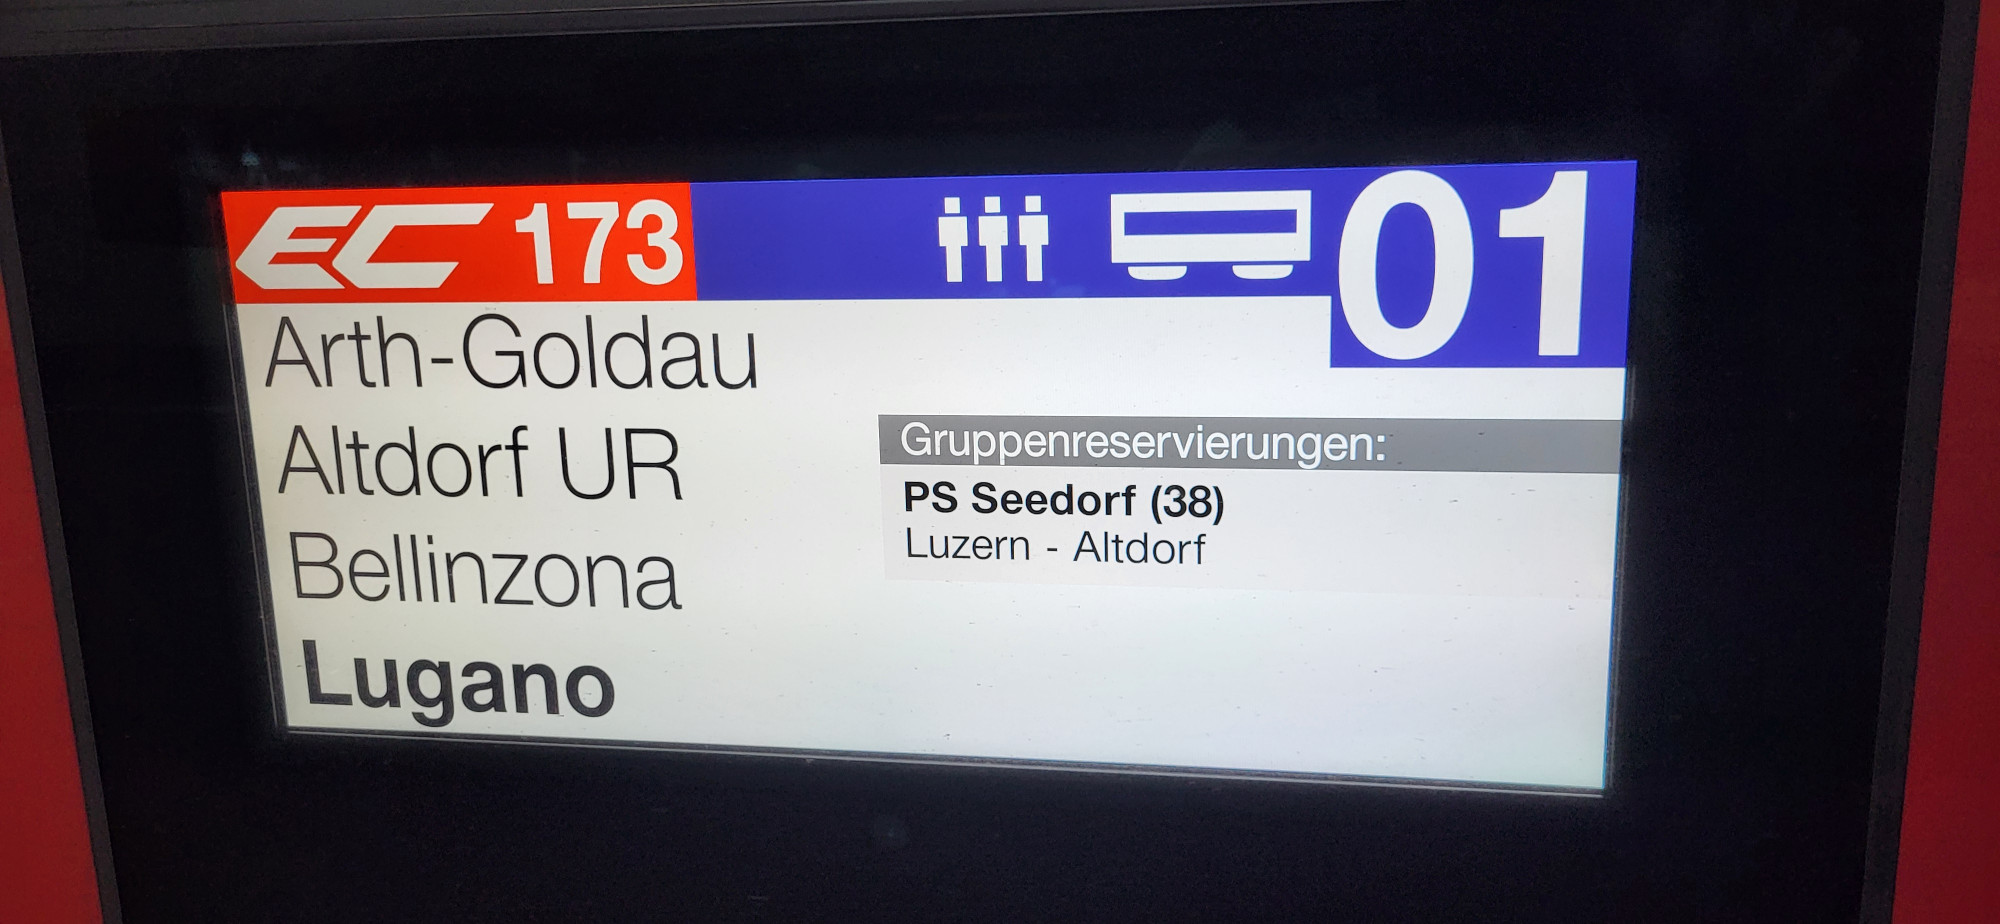 EC 173
01
Arth-Goldau
Altdorf UR
Bellinzona
Lugano
Gruppenreservierungen:
PS Seedorf (38)
Luzern - Altdorf